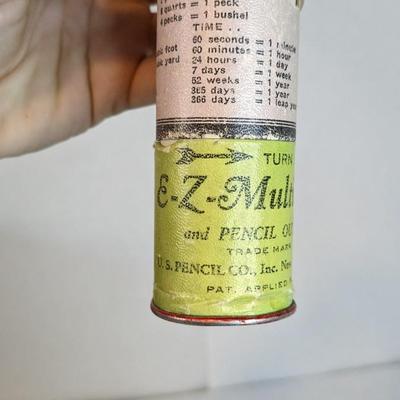 quarts = 1 peck
4 pecks = 1 bushel
TIME . .
foot 60 seconds = 1 minute
yard 60 minutes = 1 hour
24 hours = 1 day
7 days = 1 week
52 weeks = 1 year
365 days = 1 year
366 days = 1 leap year
TURN
E-Z-Mult
and PENCIL OU
TRADE MARK
U. S. PENCIL CO., Inc. New
PAT. APPLIED